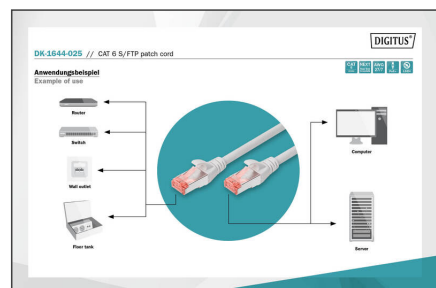 DIGITUS®
DK-1644-025 // CAT 6 S/FTP patch cord
Anwendungsbeispiel
Example of use
Router
Switch
Wall outlet
Floor tank
Computer
Server